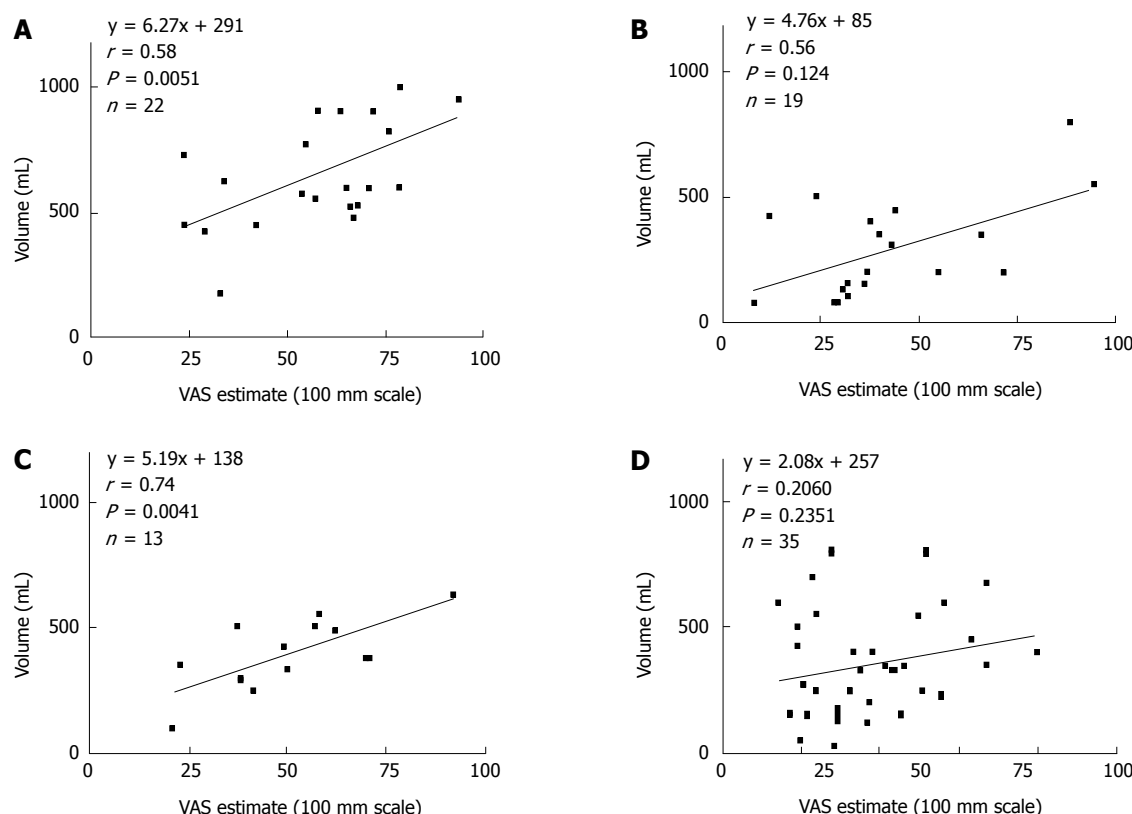 A
y = 6.27x + 291
r = 0.58
P = 0.0051
n = 22
1000
500
0
Volume (mL)
0 25 50 75 100
VAS estimate (100 mm scale)
B
y = 4.76x + 85
r = 0.56
P = 0.124
n = 19
1000
500
0
Volume (mL)
0 25 50 75 100
VAS estimate (100 mm scale)
C
y = 5.19x + 138
r = 0.74
P = 0.0041
n = 13
1000
500
0
Volume (mL)
0 25 50 75 100
VAS estimate (100 mm scale)
D
y = 2.08x + 257
r = 0.2060
P = 0.2351
n = 35
1000
500
0
Volume (mL)
0 25 50 75 100
VAS estimate (100 mm scale)